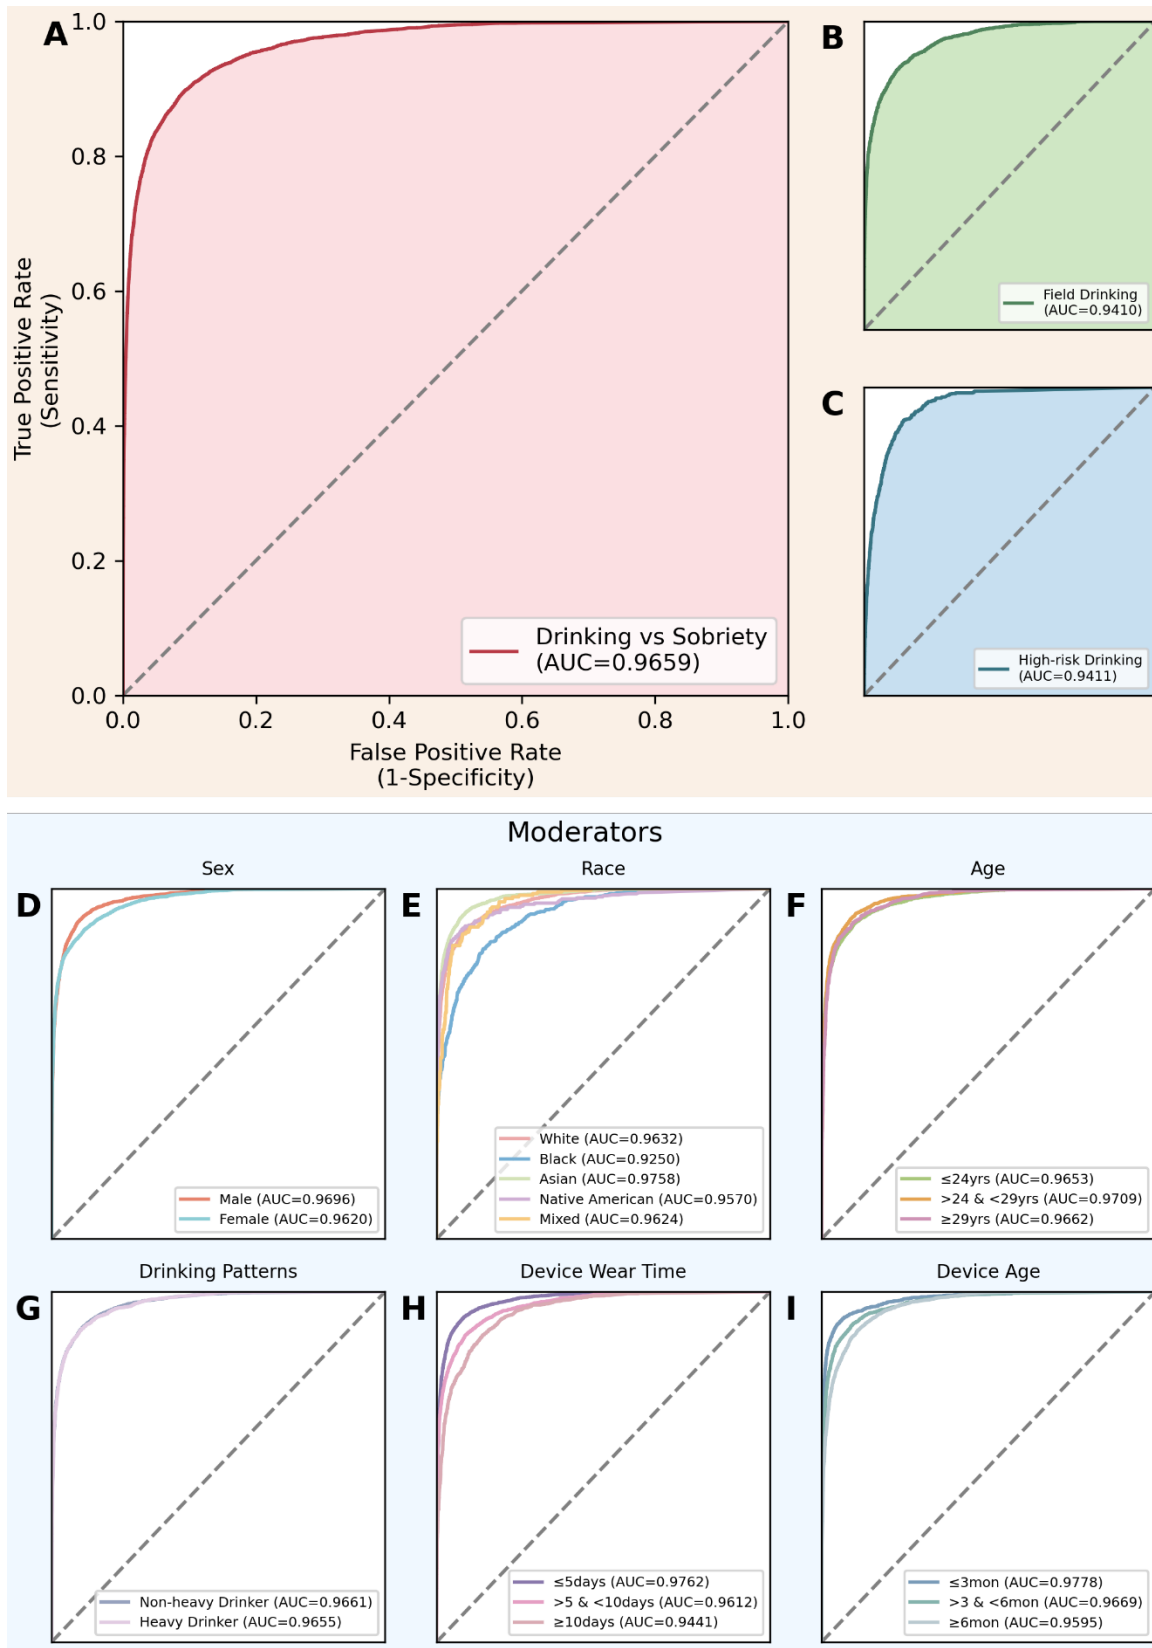 A
1.0
0.8
0.6
0.4
0.2
0.0
True Positive Rate
(Sensitivity)
0.0
0.2
0.4
0.6
0.8
1.0
False Positive Rate
(1-Specificity)
Drinking vs Sobriety
(AUC=0.9659)
B
Field Drinking
(AUC=0.9410)
C
High-risk Drinking
(AUC=0.9411)
Moderators
Sex
D
Male (AUC=0.9696)
Female (AUC=0.9620)
Race
E
White (AUC=0.9632)
Black (AUC=0.9250)
Asian (AUC=0.9758)
Native American (AUC=0.9570)
Mixed (AUC=0.9624)
Age
F
≤24yrs (AUC=0.9653)
>24 & <29yrs (AUC=0.9709)
≥29yrs (AUC=0.9662)
Drinking Patterns
G
Non-heavy Drinker (AUC=0.9661)
Heavy Drinker (AUC=0.9655)
Device Wear Time
H
≤5days (AUC=0.9762)
>5 & <10days (AUC=0.9612)
≥10days (AUC=0.9441)
Device Age
I
≤3mon (AUC=0.9778)
>3 & <6mon (AUC=0.9669)
≥6mon (AUC=0.9595)